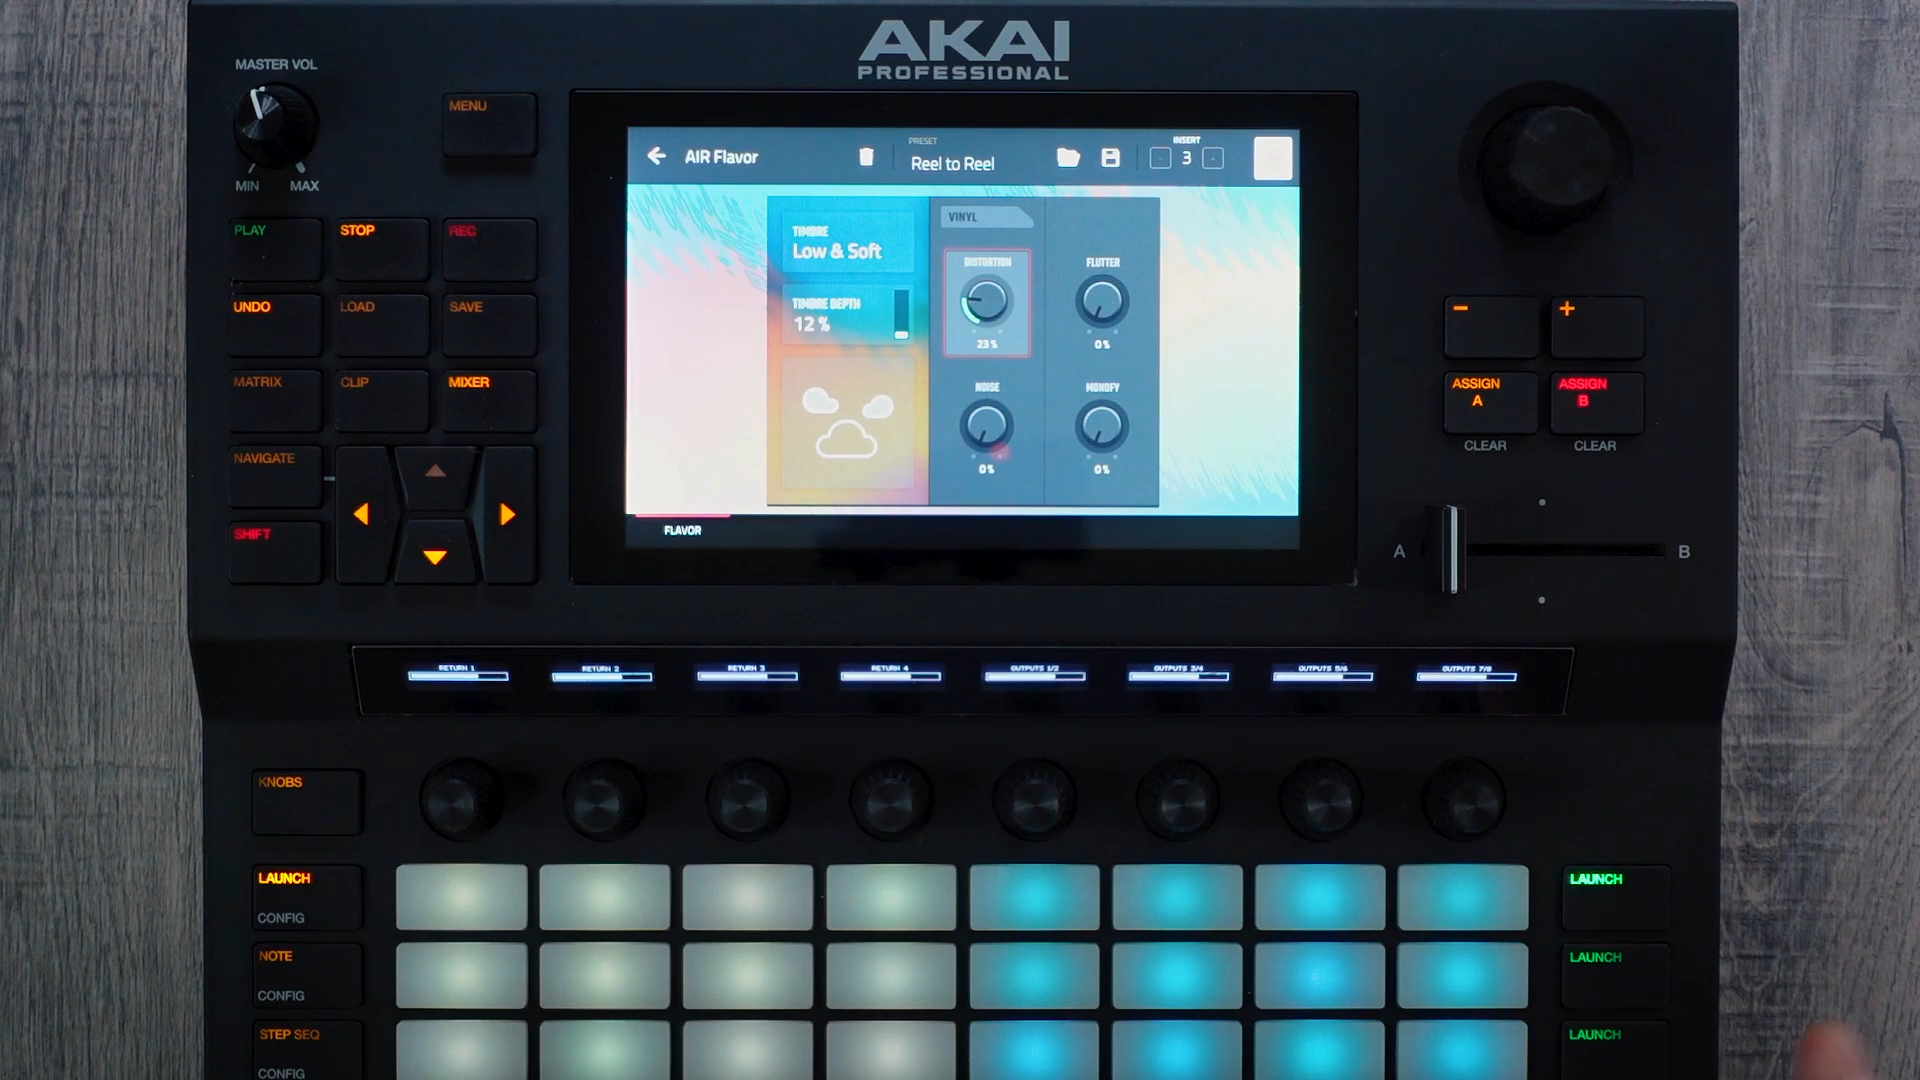 AKAI
PROFESSIONAL
MASTER VOL
MIN MAX
MENU
PLAY
STOP
REC
UNDO
LOAD
SAVE
MATRIX
CLIP
MIXER
NAVIGATE
SHIFT
AIR Flavor
PRESET
Reel to Reel
INSERT
3
TIMBRE
Low & Soft
TIMBRE DEPTH
12 %
VINYL
DISTORTION
23 %
FLUTTER
0 %
NOISE
0 %
MONOFY
0 %
FLAVOR
ASSIGN
A
ASSIGN
B
CLEAR
CLEAR
A
B
RETURN 1
RETURN 2
RETURN 3
RETURN 4
OUTPUTS 1/2
OUTPUTS 3/4
OUTPUTS 5/6
OUTPUTS 7/8
KNOBS
LAUNCH
CONFIG
LAUNCH
NOTE
CONFIG
LAUNCH
STEP SEQ
CONFIG
LAUNCH